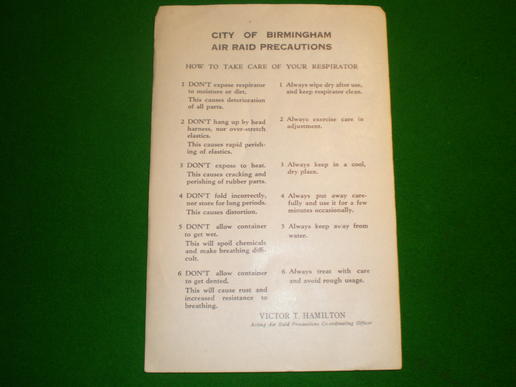 CITY OF BIRMINGHAM
AIR RAID PRECAUTIONS
HOW TO TAKE CARE OF YOUR RESPIRATOR
1 DON'T expose respirator
to moisture or dirt.
This causes deterioration
of all parts.
1 Always wipe dry after use,
and keep respirator clean.
2 DON'T hang up by head
harness, nor over-stretch
elastics.
This causes rapid perish-
ing of elastics.
2 Always exercise care in
adjustment.
3 DON'T expose to heat.
This causes cracking and
perishing of rubber parts.
3 Always keep in a cool,
dry place.
4 DON'T fold incorrectly,
nor store for long periods.
This causes distortion.
4 Always put away care-
fully and use it for a few
minutes occasionally.
5 DON'T allow container
to get wet.
This will spoil chemicals
and make breathing diffi-
cult.
5 Always keep away from
water.
6 DON'T allow container
to get dented.
This will cause rust and
increased resistance to
breathing.
6 Always treat with care
and avoid rough usage.
VICTOR T. HAMILTON
Acting Air Raid Precautions Co-ordinating Officer